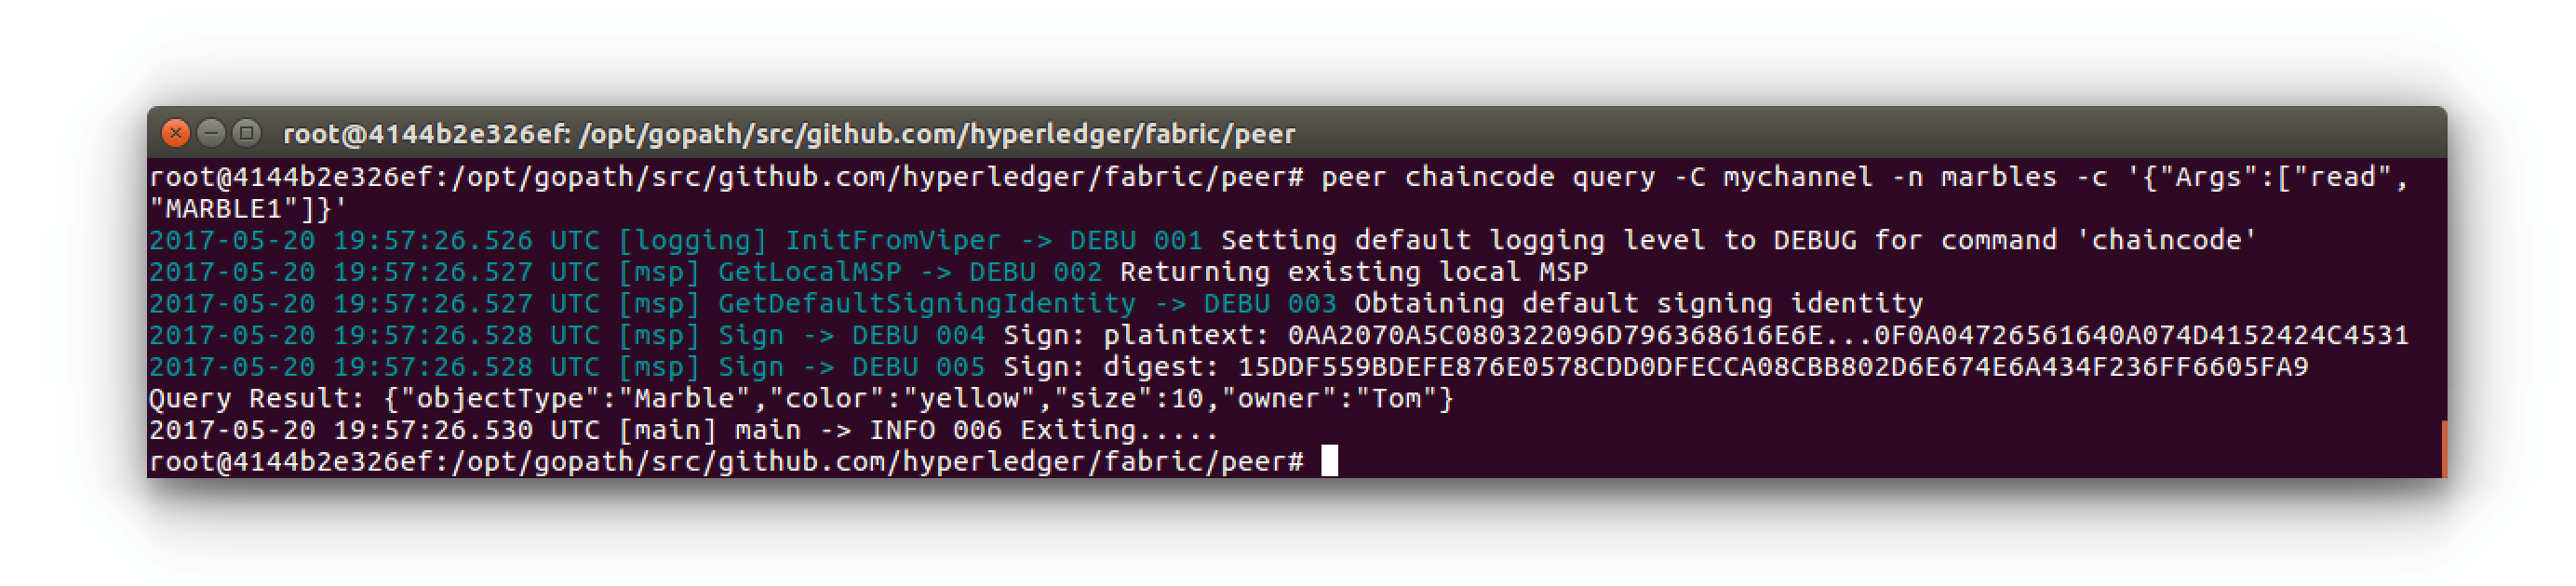 root@4144b2e326ef: /opt/gopath/src/github.com/hyperledger/fabric/peer
root@4144b2e326ef:/opt/gopath/src/github.com/hyperledger/fabric/peer# peer chaincode query -C mychannel -n marbles -c '{"Args":["read",
"MARBLE1"]}'
2017-05-20 19:57:26.526 UTC [logging] InitFromViper -> DEBU 001 Setting default logging level to DEBUG for command 'chaincode'
2017-05-20 19:57:26.527 UTC [msp] GetLocalMSP -> DEBU 002 Returning existing local MSP
2017-05-20 19:57:26.527 UTC [msp] GetDefaultSigningIdentity -> DEBU 003 Obtaining default signing identity
2017-05-20 19:57:26.528 UTC [msp] Sign -> DEBU 004 Sign: plaintext: 0AA2070A5C080322096D796368616E6E...0F0A04726561640A074D4152424C4531
2017-05-20 19:57:26.528 UTC [msp] Sign -> DEBU 005 Sign: digest: 15DDF559BDEFE876E0578CDD0DFECCA08CBB802D6E674E6A434F236FF6605FA9
Query Result: {"objectType":"Marble","color":"yellow","size":10,"owner":"Tom"}
2017-05-20 19:57:26.530 UTC [main] main -> INFO 006 Exiting.....
root@4144b2e326ef:/opt/gopath/src/github.com/hyperledger/fabric/peer#